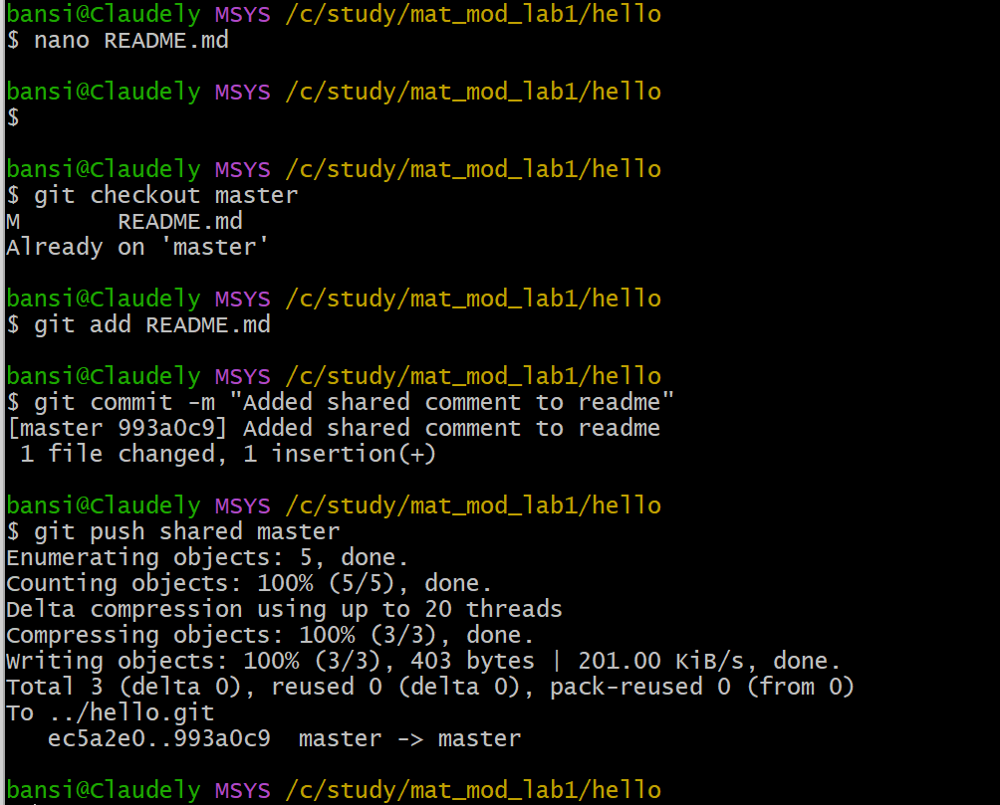 bansi@Claudely MSYS /c/study/mat_mod_lab1/hello
$ nano README.md
bansi@Claudely MSYS /c/study/mat_mod_lab1/hello
$
bansi@Claudely MSYS /c/study/mat_mod_lab1/hello
$ git checkout master
M       README.md
Already on 'master'
bansi@Claudely MSYS /c/study/mat_mod_lab1/hello
$ git add README.md
bansi@Claudely MSYS /c/study/mat_mod_lab1/hello
$ git commit -m "Added shared comment to readme"
[master 993a0c9] Added shared comment to readme
 1 file changed, 1 insertion(+)
bansi@Claudely MSYS /c/study/mat_mod_lab1/hello
$ git push shared master
Enumerating objects: 5, done.
Counting objects: 100% (5/5), done.
Delta compression using up to 20 threads
Compressing objects: 100% (3/3), done.
Writing objects: 100% (3/3), 403 bytes | 201.00 KiB/s, done.
Total 3 (delta 0), reused 0 (delta 0), pack-reused 0 (from 0)
To ../hello.git
   ec5a2e0..993a0c9  master -> master
bansi@Claudely MSYS /c/study/mat_mod_lab1/hello